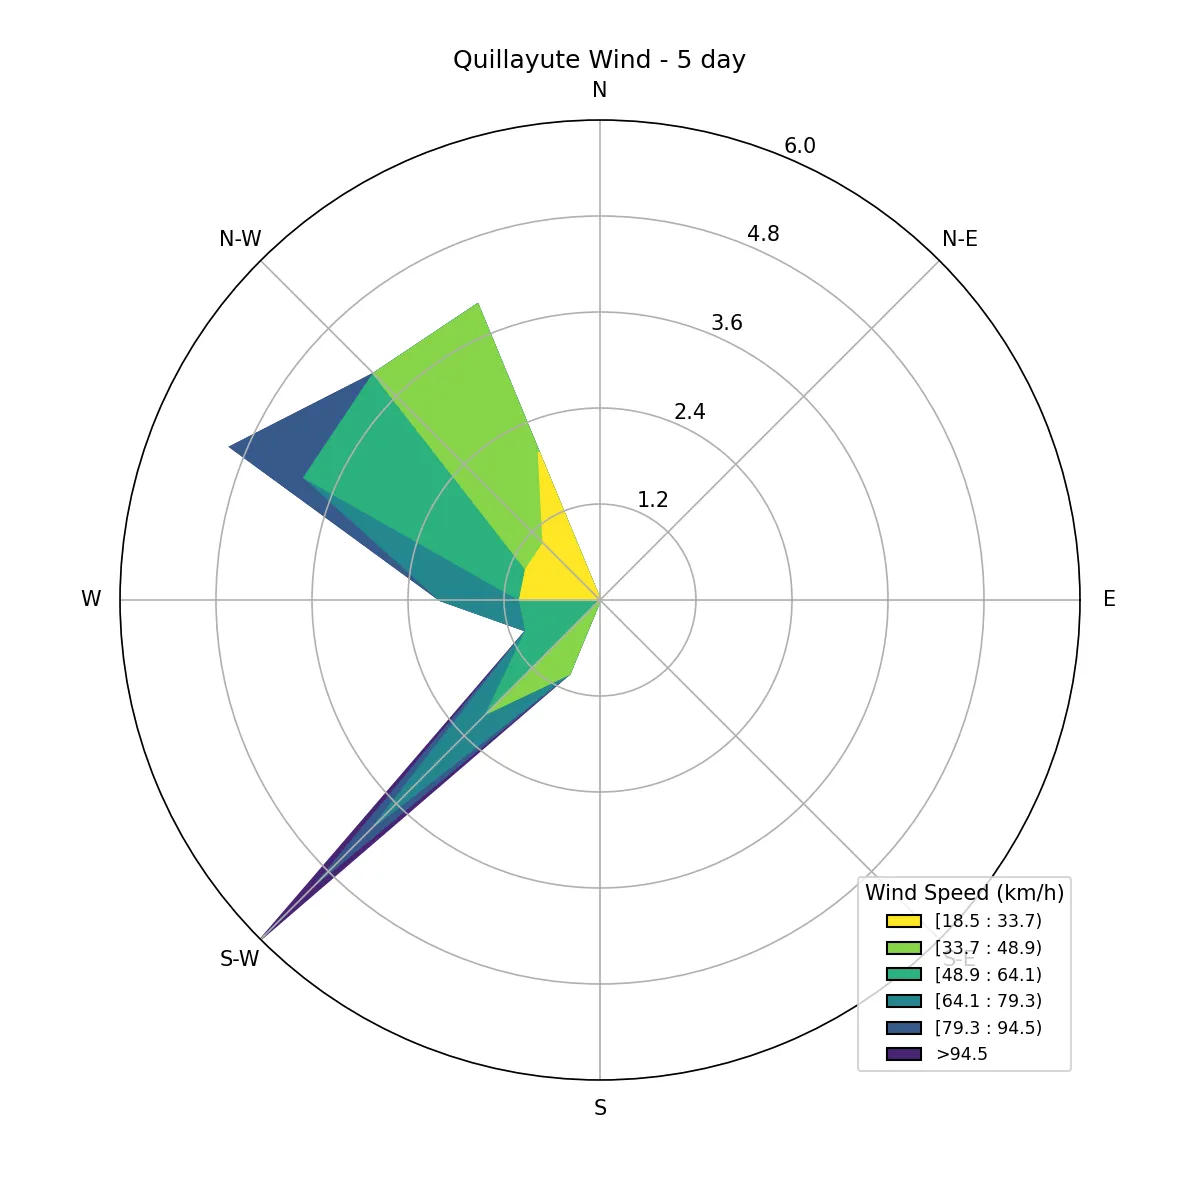 Quillayute Wind - 5 day
N
6.0
N-W
4.8
N-E
3.6
2.4
1.2
W
E
S-W
S-E
S
Wind Speed (km/h)
[18.5 : 33.7)
[33.7 : 48.9)
[48.9 : 64.1)
[64.1 : 79.3)
[79.3 : 94.5)
>94.5